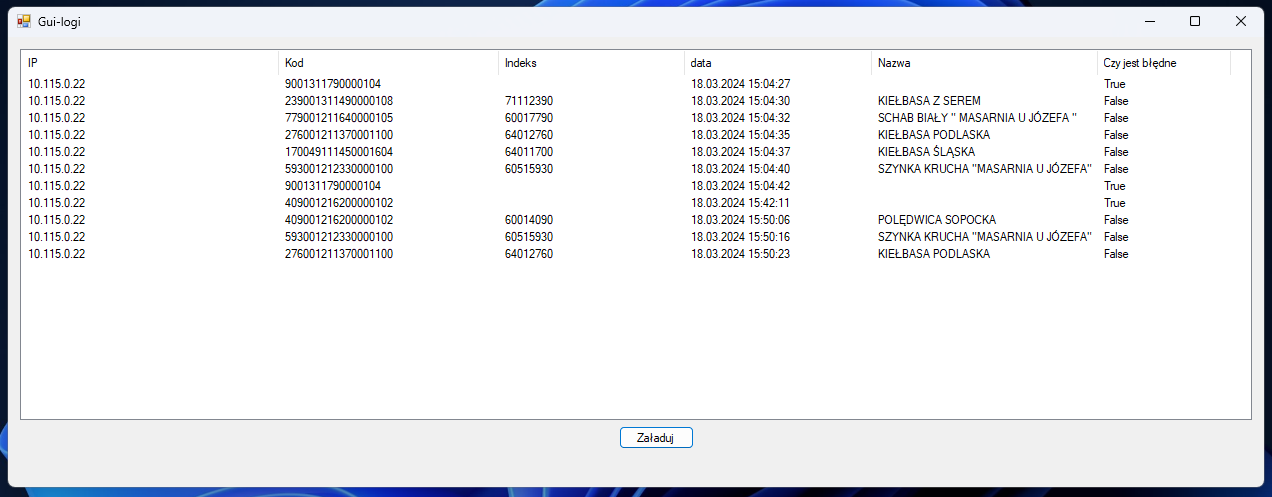 Gui-logi
IP Kod Indeks data Nazwa Czy jest błędne
10.115.0.22 9001311790000104 18.03.2024 15:04:27 True
10.115.0.22 239001311490000108 71112390 18.03.2024 15:04:30 KIEŁBASA Z SEREM False
10.115.0.22 779001211640000105 60017790 18.03.2024 15:04:32 SCHAB BIAŁY " MASARNIA U JÓZEFA " False
10.115.0.22 276001211370001100 64012760 18.03.2024 15:04:35 KIEŁBASA PODLASKA False
10.115.0.22 170049111450001604 64011700 18.03.2024 15:04:37 KIEŁBASA ŚLĄSKA False
10.115.0.22 593001212330000100 60515930 18.03.2024 15:04:40 SZYNKA KRUCHA "MASARNIA U JÓZEFA" False
10.115.0.22 9001311790000104 18.03.2024 15:04:42 True
10.115.0.22 409001216200000102 18.03.2024 15:42:11 True
10.115.0.22 409001216200000102 60014090 18.03.2024 15:50:06 POLĘDWICA SOPOCKA False
10.115.0.22 593001212330000100 60515930 18.03.2024 15:50:16 SZYNKA KRUCHA "MASARNIA U JÓZEFA" False
10.115.0.22 276001211370001100 64012760 18.03.2024 15:50:23 KIEŁBASA PODLASKA False
Załaduj